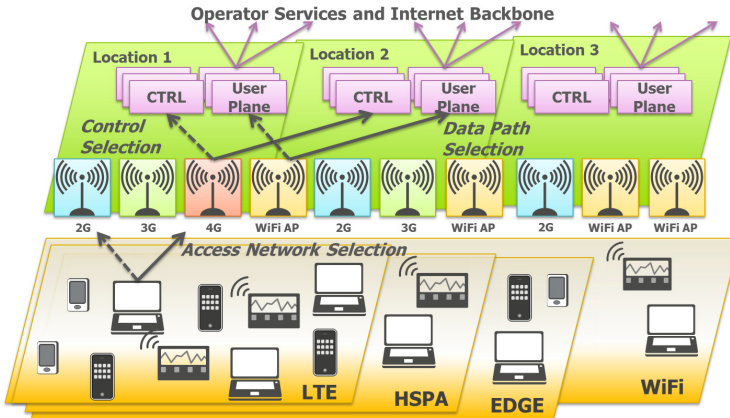 Operator Services and Internet Backbone
Location 1
Location 2
Location 3
CTRL
User
Plane
CTRL
User
Plane
CTRL
User
Plane
Control
Selection
Data Path
Selection
2G
3G
4G
WiFi AP
2G
3G
WiFi AP
2G
WiFi AP
WiFi AP
Access Network Selection
LTE
HSPA
EDGE
WiFi